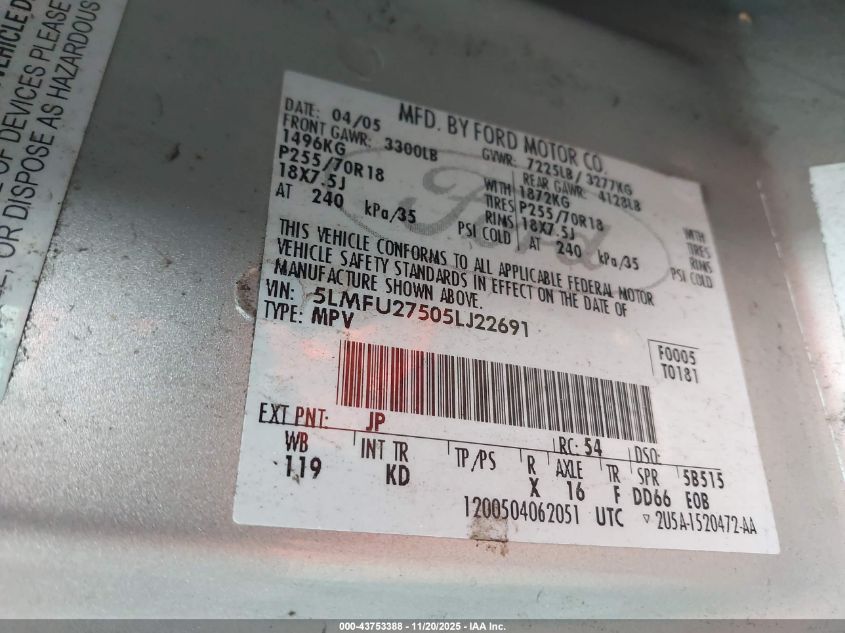 VEHICLE D
OF DEVICES PLEASE
OR DISPOSE AS HAZARDOUS
MFD. BY FORD MOTOR CO.
DATE: 04/05 GVWR: 7225LB/ 3277KG
FRONT GAWR: 3300LB REAR GAWR: 4128LB
1496KG WITH 1872KG WITH
P255/70R18 TIRES P255/70R18 TIRES
18X7.5J RIMS 18X7.5J RIMS
AT 240 kPa/35 PSI COLD AT 240 kPa/35 PSI COLD
Ford
THIS VEHICLE CONFORMS TO ALL APPLICABLE FEDERAL MOTOR
VEHICLE SAFETY STANDARDS IN EFFECT ON THE DATE OF
MANUFACTURE SHOWN ABOVE.
VIN: 5LMFU27505LJ22691
TYPE: MPV
F0005
T0181
EXT PNT: JP RC: 54 DSO:
WB INT TR TP/PS R AXLE TR SPR 5B515
119 KD X 16 F DD66 EOB
1200504062051 UTC ▽ 2U5A-1520472-AA
000-43753388 - 11/20/2025 - IAA Inc.